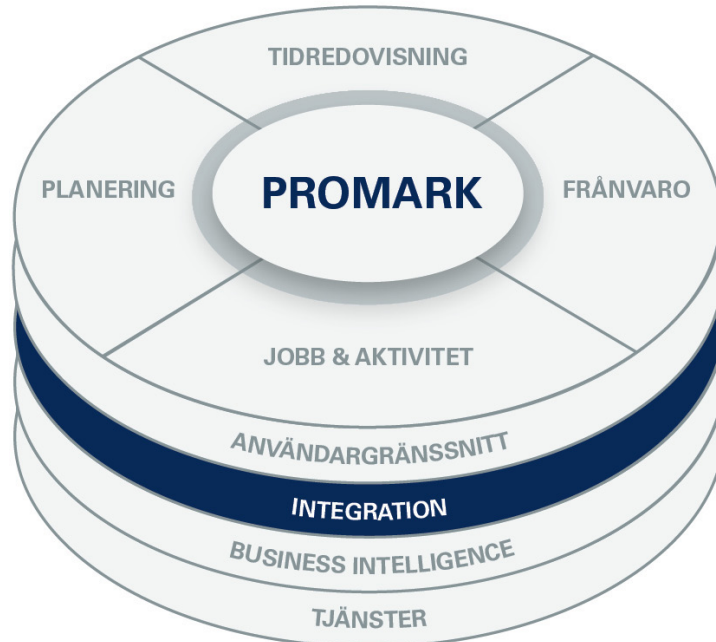 TIDREDOVISNING
PLANERING
PROMARK
FRÅNVARO
JOBB & AKTIVITET
ANVÄNDARGRÄNSSNITT
INTEGRATION
BUSINESS INTELLIGENCE
TJÄNSTER